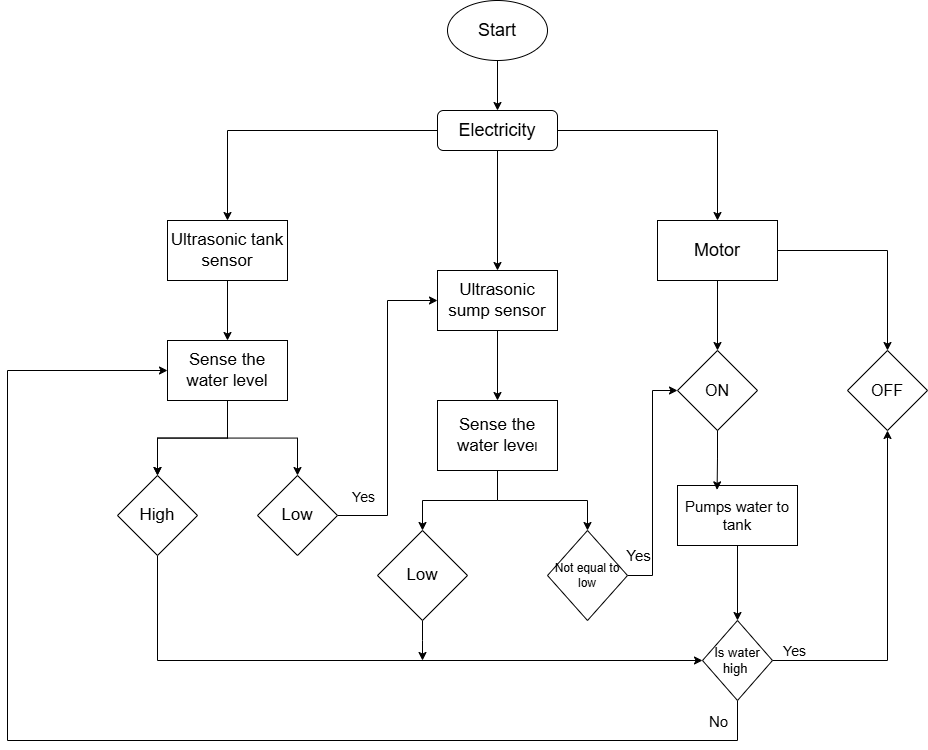 Start
Electricity
Ultrasonic tank
sensor
Motor
Ultrasonic
sump sensor
Sense the
water level
ON
OFF
Sense the
water level
Yes
High
Low
Pumps water to
tank
Yes
Low
Not equal to
low
Is water
high
Yes
No